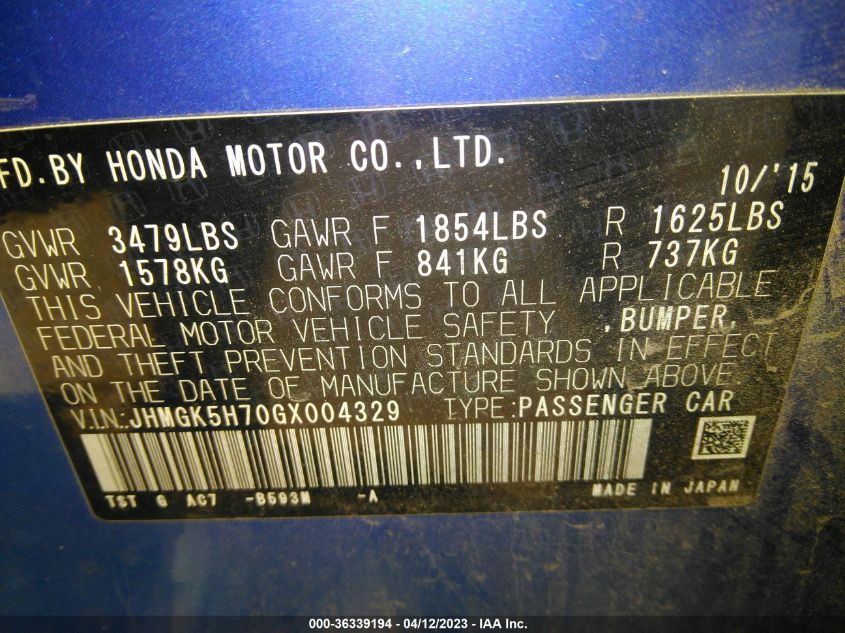 FD.BY HONDA MOTOR CO.,LTD. 10/'15
GVWR 3479LBS GAWR F 1854LBS R 1625LBS
GVWR 1578KG GAWR F 841KG R 737KG
THIS VEHICLE CONFORMS TO ALL APPLICABLE
FEDERAL MOTOR VEHICLE SAFETY ,BUMPER,
AND THEFT PREVENTION STANDARDS IN EFFECT
ON THE DATE OF MANUFACTURE SHOWN ABOVE.
V.I.N.:JHMGK5H70GX004329 TYPE:PASSENGER CAR
TST G AC7 -B593M -A MADE IN JAPAN
000-36339194 - 04/12/2023 - IAA Inc.